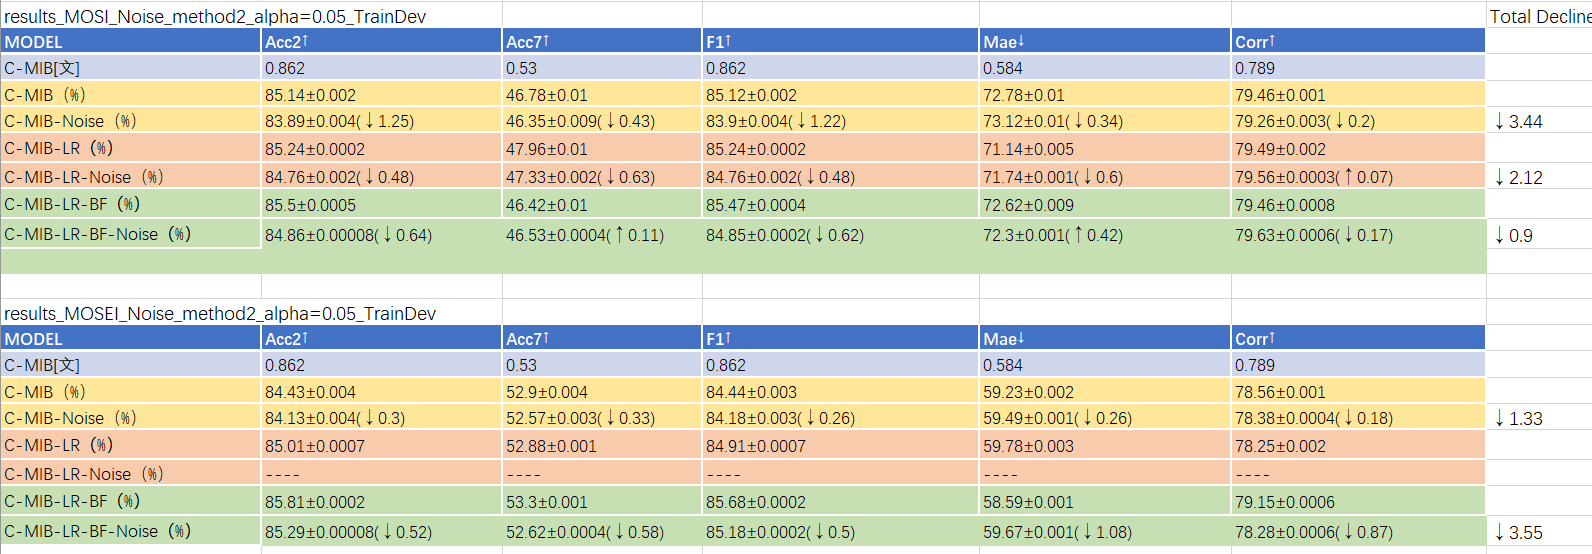 results_MOSI_Noise_method2_alpha=0.05_TrainDev Total Decline
MODEL Acc2↑ Acc7↑ F1↑ Mae↓ Corr↑
C-MIB[文] 0.862 0.53 0.862 0.584 0.789
C-MIB（%） 85.14±0.002 46.78±0.01 85.12±0.002 72.78±0.01 79.46±0.001
C-MIB-Noise（%） 83.89±0.004(↓1.25) 46.35±0.009(↓0.43) 83.9±0.004(↓1.22) 73.12±0.01(↓0.34) 79.26±0.003(↓0.2) ↓3.44
C-MIB-LR（%） 85.24±0.0002 47.96±0.01 85.24±0.0002 71.14±0.005 79.49±0.002
C-MIB-LR-Noise（%） 84.76±0.002(↓0.48) 47.33±0.002(↓0.63) 84.76±0.002(↓0.48) 71.74±0.001(↓0.6) 79.56±0.0003(↑0.07) ↓2.12
C-MIB-LR-BF（%） 85.5±0.0005 46.42±0.01 85.47±0.0004 72.62±0.009 79.46±0.0008
C-MIB-LR-BF-Noise（%） 84.86±0.00008(↓0.64) 46.53±0.0004(↑0.11) 84.85±0.0002(↓0.62) 72.3±0.001(↑0.42) 79.63±0.0006(↓0.17) ↓0.9
results_MOSEI_Noise_method2_alpha=0.05_TrainDev
MODEL Acc2↑ Acc7↑ F1↑ Mae↓ Corr↑
C-MIB[文] 0.862 0.53 0.862 0.584 0.789
C-MIB（%） 84.43±0.004 52.9±0.004 84.44±0.003 59.23±0.002 78.56±0.001
C-MIB-Noise（%） 84.13±0.004(↓0.3) 52.57±0.003(↓0.33) 84.18±0.003(↓0.26) 59.49±0.001(↓0.26) 78.38±0.0004(↓0.18) ↓1.33
C-MIB-LR（%） 85.01±0.0007 52.88±0.001 84.91±0.0007 59.78±0.003 78.25±0.002
C-MIB-LR-Noise（%） ---- ---- ---- ---- ----
C-MIB-LR-BF（%） 85.81±0.0002 53.3±0.001 85.68±0.0002 58.59±0.001 79.15±0.0006
C-MIB-LR-BF-Noise（%） 85.29±0.00008(↓0.52) 52.62±0.0004(↓0.58) 85.18±0.0002(↓0.5) 59.67±0.001(↓1.08) 78.28±0.0006(↓0.87) ↓3.55